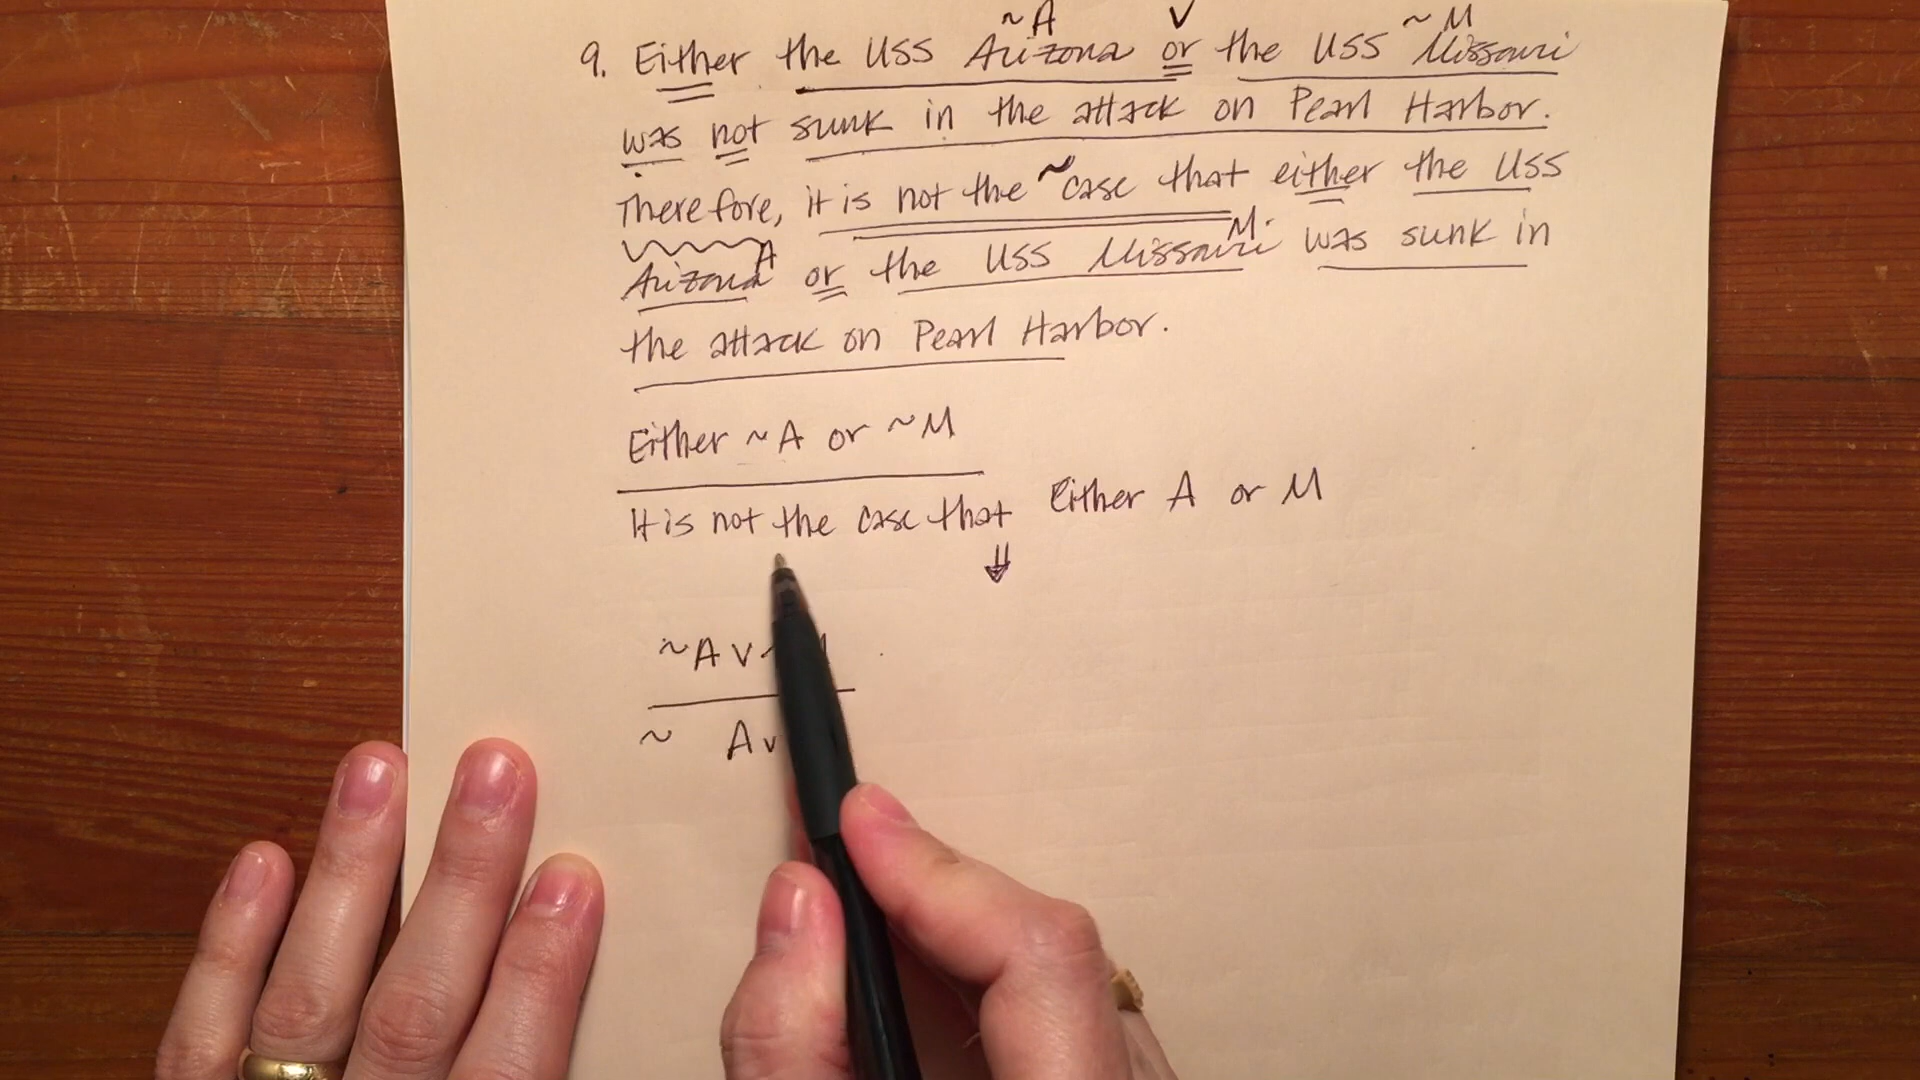 ~A v ~M
9. Either the USS Arizona or the USS Missouri
was not sunk in the attack on Pearl Harbor.
Therefore, it is not the ~ case that either the USS
A M.
Arizona or the USS Missouri was sunk in
the attack on Pearl Harbor.
Either ~A or ~M
It is not the case that Either A or M
~A v
~ A v